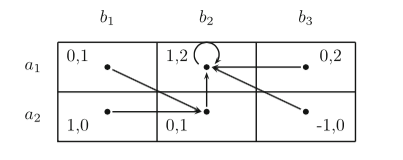 b₁ b₂ b₃
a₁ 0,1 1,2 0,2
a₂ 1,0 0,1 -1,0